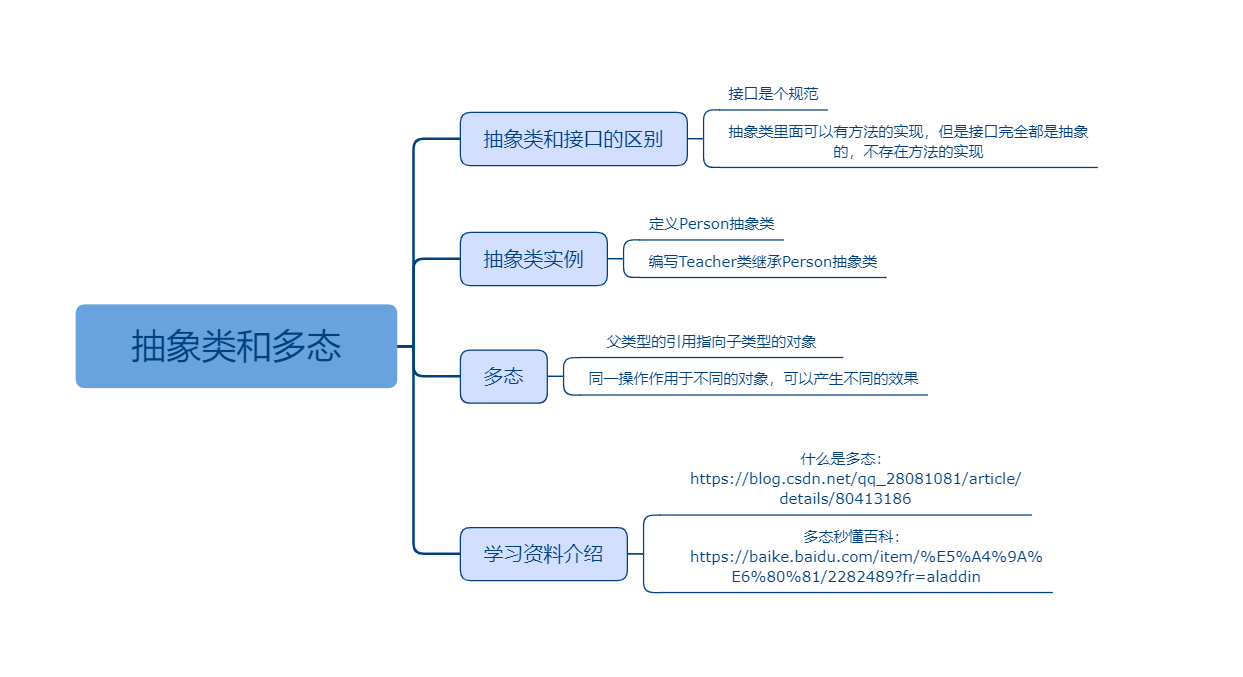 抽象类和多态
抽象类和接口的区别
接口是个规范
抽象类里面可以有方法的实现，但是接口完全都是抽象
的，不存在方法的实现
抽象类实例
定义Person抽象类
编写Teacher类继承Person抽象类
多态
父类型的引用指向子类型的对象
同一操作作用于不同的对象，可以产生不同的效果
学习资料介绍
什么是多态：
https://blog.csdn.net/qq_28081081/article/
details/80413186
多态秒懂百科：
https://baike.baidu.com/item/%E5%A4%9A%
E6%80%81/2282489?fr=aladdin